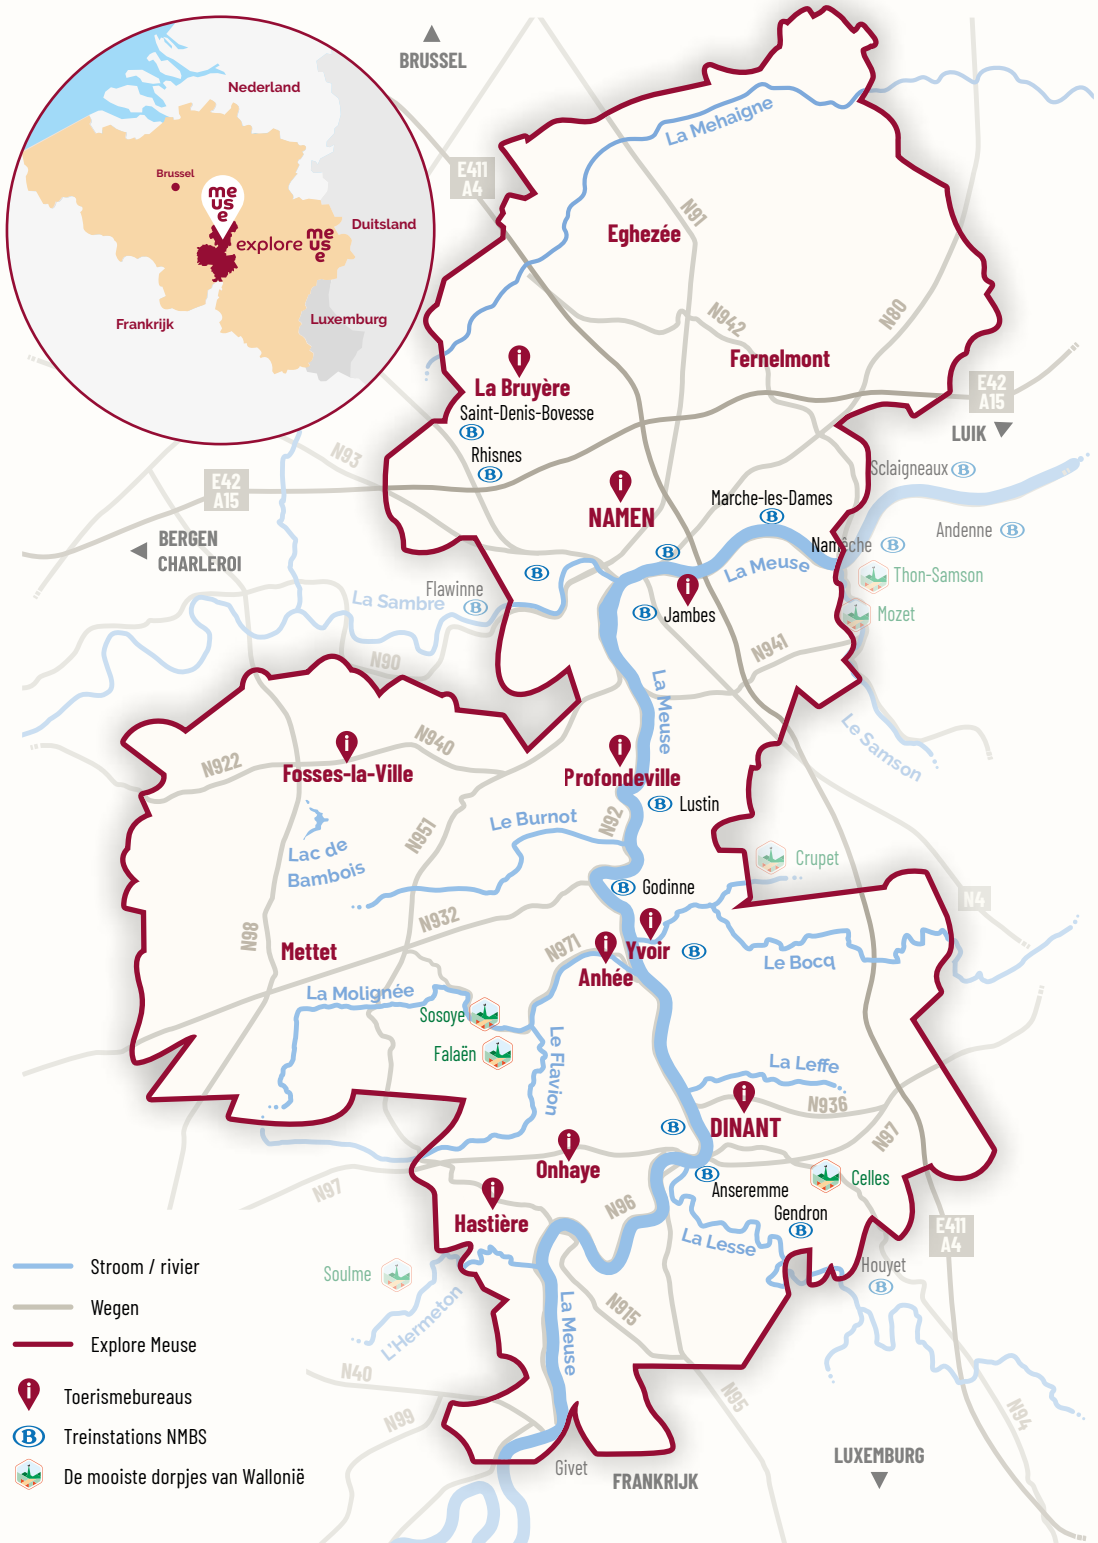 BRUSSEL
Nederland
Brussel
me
us
e
explore
me
us
e
Duitsland
Frankrijk
Luxemburg
La Mehaigne
E411
A4
N91
Eghezée
N942
N80
Fernelmont
La Bruyère
Saint-Denis-Bovesse
B
Rhisnes
B
E42
A15
LUIK
N93
E42
A15
Sclaigneaux
B
NAMEN
Marche-les-Dames
B
Andenne
B
Namêche
B
BERGEN
CHARLEROI
B
B
La Meuse
Thon-Samson
Flawinne
B
La Sambre
B
Jambes
Mozet
N90
N941
La Meuse
Le Samson
N922
N940
Fosses-la-Ville
Profondeville
B
Lustin
N92
Le Burnot
N951
Lac de
Bambois
Crupet
B
Godinne
N4
N98
N932
Mettet
N971
Yvoir
B
Anhée
Le Bocq
La Molignée
Sosoye
Falaën
Le Flavion
La Leffe
N936
DINANT
B
N97
Onhaye
B
Anseremme
Celles
N97
Hastière
N96
Gendron
B
La Lesse
E411
A4
Houyet
B
Soulme
L'Hermeton
La Meuse
N915
N40
N99
N95
N94
Givet
FRANKRIJK
LUXEMBURG
Stroom / rivier
Wegen
Explore Meuse
Toerismebureaus
B
Treinstations NMBS
De mooiste dorpjes van Wallonië